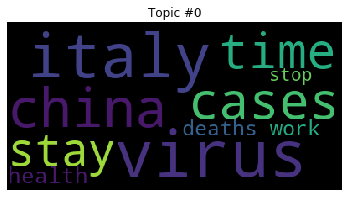 Topic #0
italy time
stop
china cases
deaths work
stay virus
health